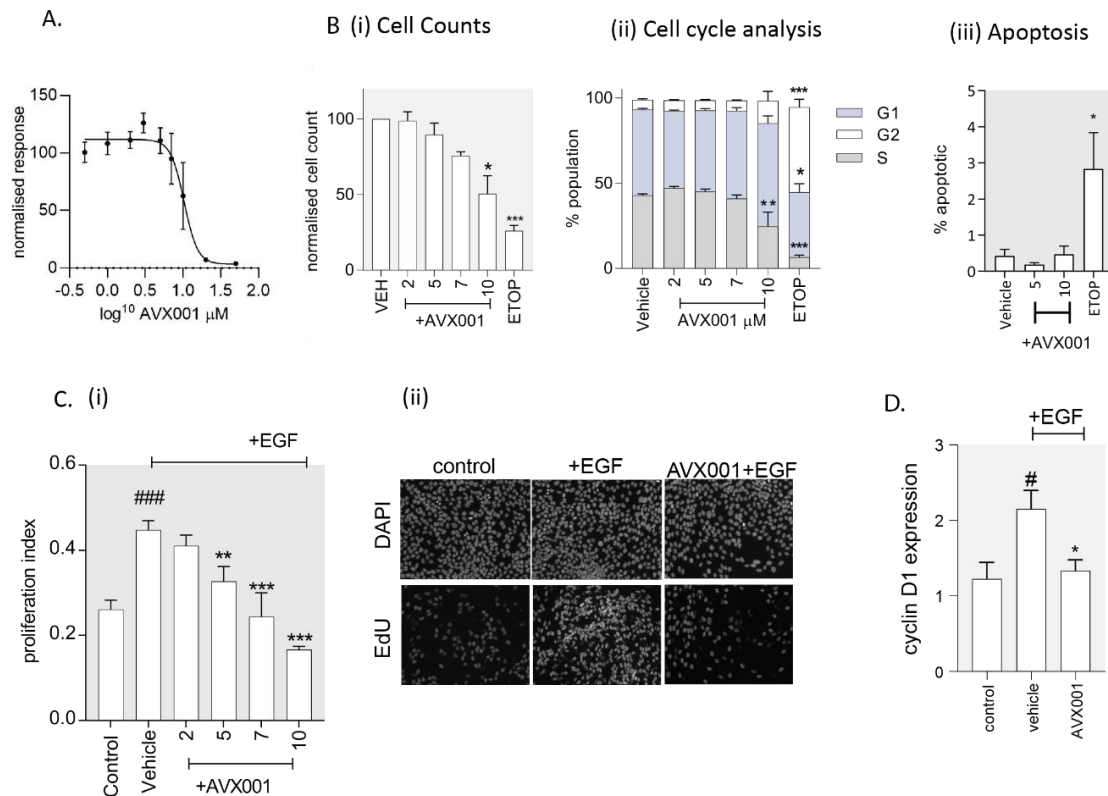 A.
B (i) Cell Counts
(ii) Cell cycle analysis
(iii) Apoptosis
normalised response
150
100
50
0
-0.5 0.0 0.5 1.0 1.5 2.0
log10 AVX001 μM
normalised cell count
100
50
0
*
***
VEH 2 5 7 10 ETOP
+AVX001
% population
100
50
0
***
*
**
***
Vehicle 2 5 7 10 ETOP
AVX001 μM
G1
G2
S
% apoptotic
5
4
3
2
1
0
*
Vehicle 5 10 ETOP
+AVX001
C. (i)
+EGF
proliferation index
0.6
0.4
0.2
0.0
###
**
***
***
Control Vehicle 2 5 7 10
+AVX001
(ii)
control +EGF AVX001+EGF
DAPI
EdU
D.
+EGF
cyclin D1 expression
3
2
1
0
#
*
control vehicle AVX001